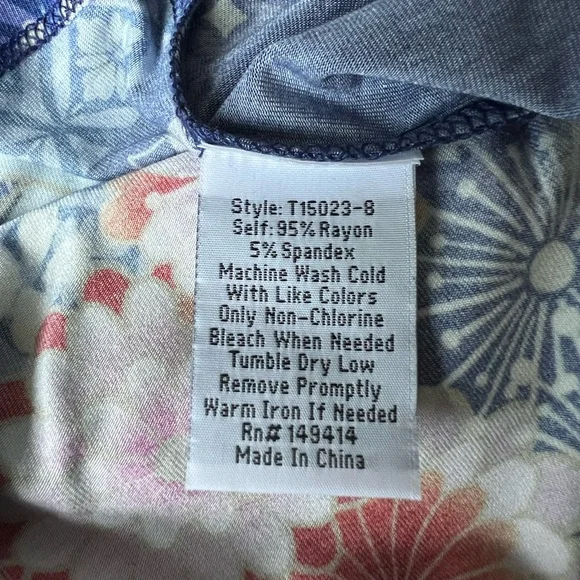 Style: T15023-8
Self: 95% Rayon
5% Spandex
Machine Wash Cold
With Like Colors
Only Non-Chlorine
Bleach When Needed
Tumble Dry Low
Remove Promptly
Warm Iron If Needed
Rn# 149414
Made In China